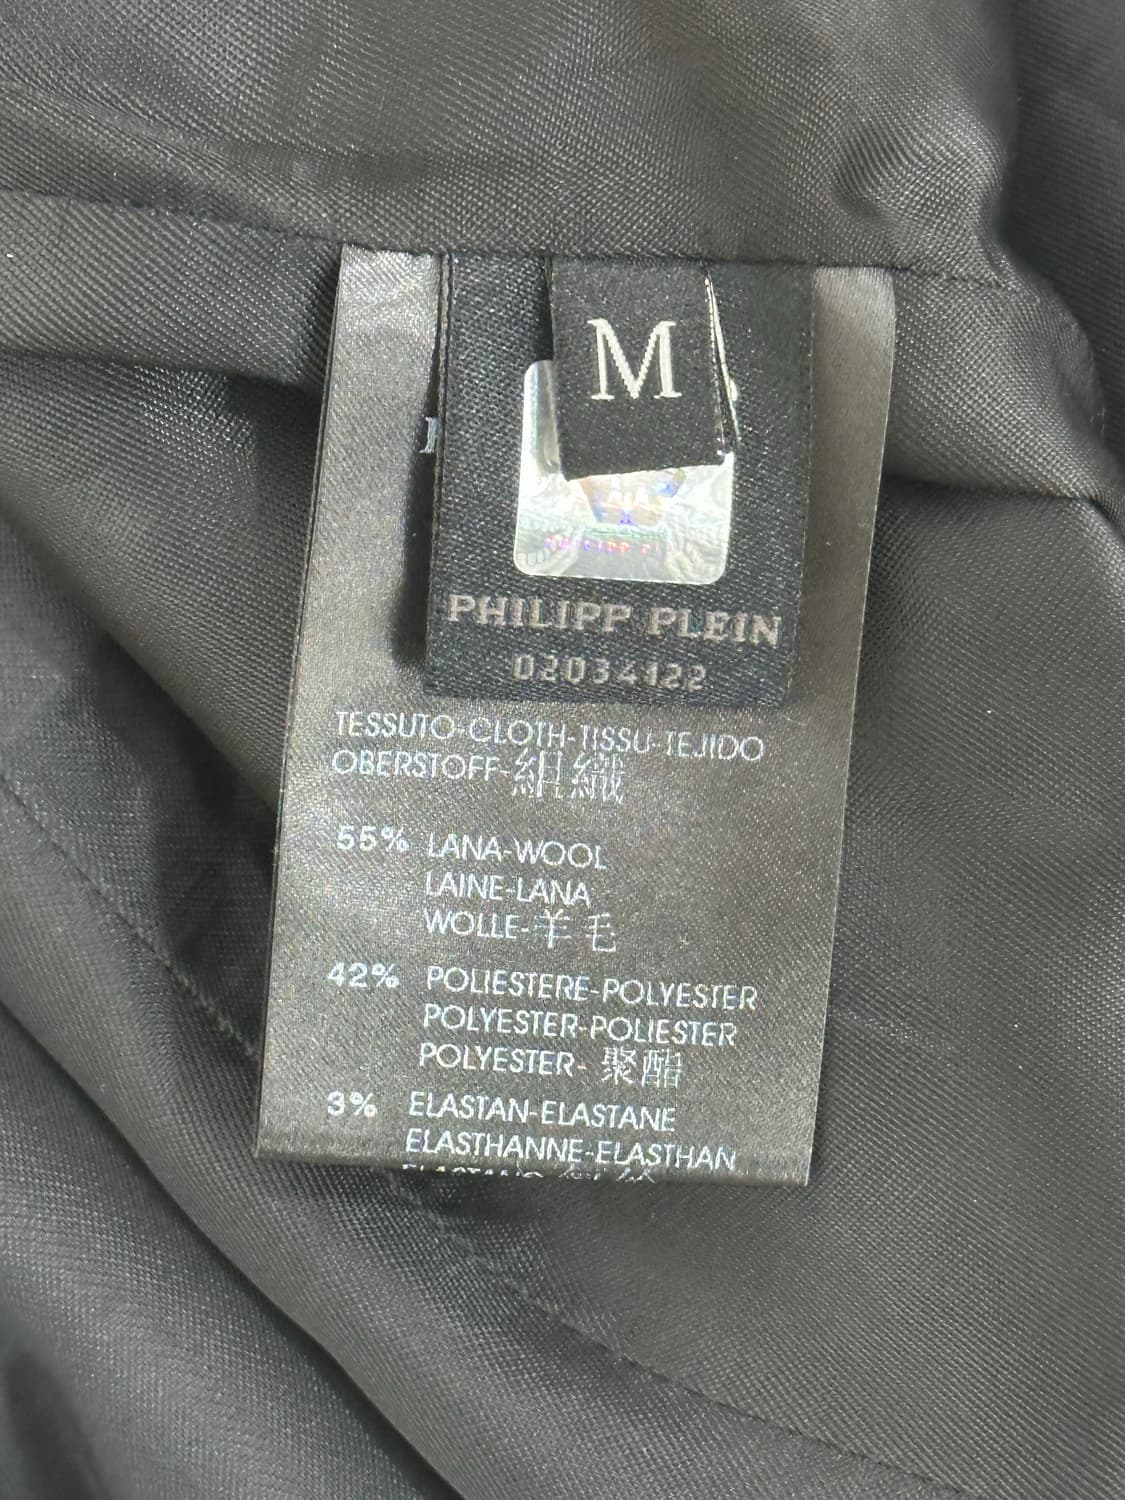 M
PHILIPP PLEIN
02034122
TESSUTO-CLOTH-TISSU-TEJIDO
OBERSTOFF-組織
55% LANA-WOOL
LAINE-LANA
WOLLE-羊毛
42% POLIESTERE-POLYESTER
POLYESTER-POLIESTER
POLYESTER-聚酯
3% ELASTAN-ELASTANE
ELASTHANNE-ELASTHAN